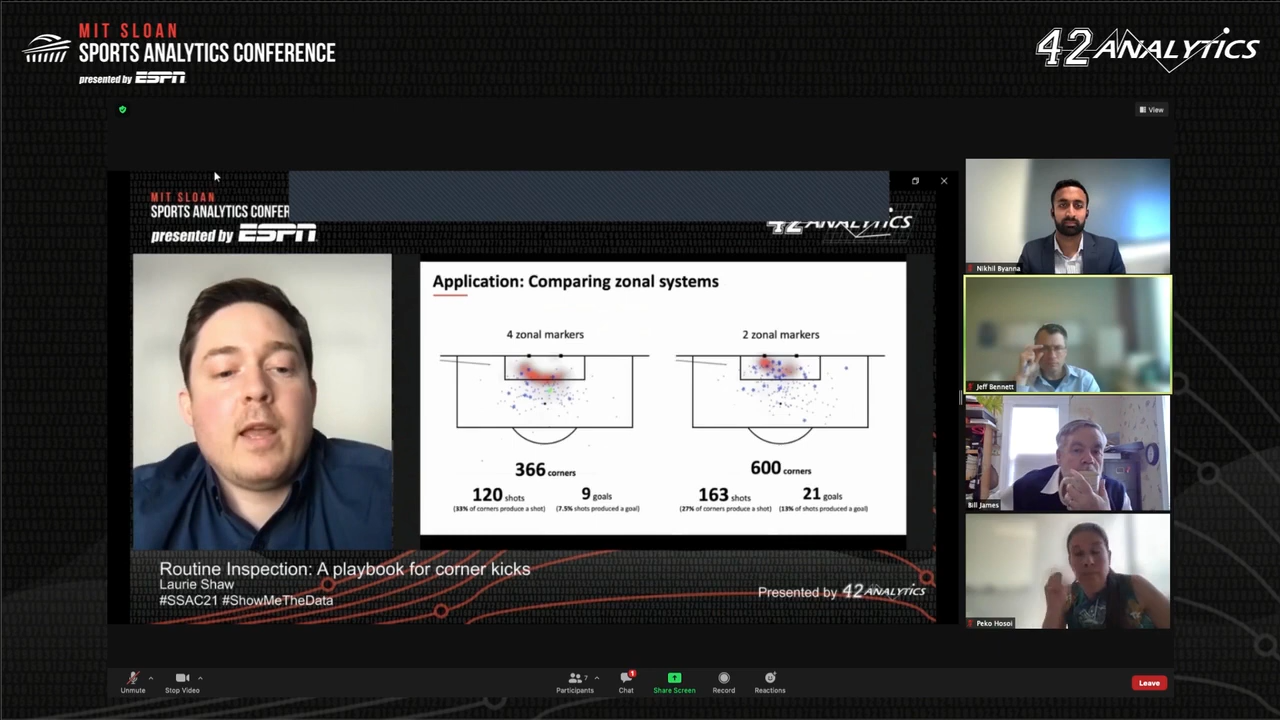 MIT SLOAN
SPORTS ANALYTICS CONFERENCE
presented by ESPN
42 ANALYTICS
View
MIT SLOAN
SPORTS ANALYTICS CONFER
presented by ESPN
42 ANALYTICS
Application: Comparing zonal systems
4 zonal markers
2 zonal markers
366 corners
600 corners
120 shots
9 goals
163 shots
21 goals
(33% of corners produce a shot)
(7.5% shots produced a goal)
(27% of corners produce a shot)
(13% of shots produced a goal)
Routine Inspection: A playbook for corner kicks
Laurie Shaw
#SSAC21 #ShowMeTheData
Presented by 42 ANALYTICS
Nikhil Byanna
Jeff Bennett
Bill James
Peko Hosoi
Unmute
Stop Video
Participants
7
Chat
1
Share Screen
Record
Reactions
Leave